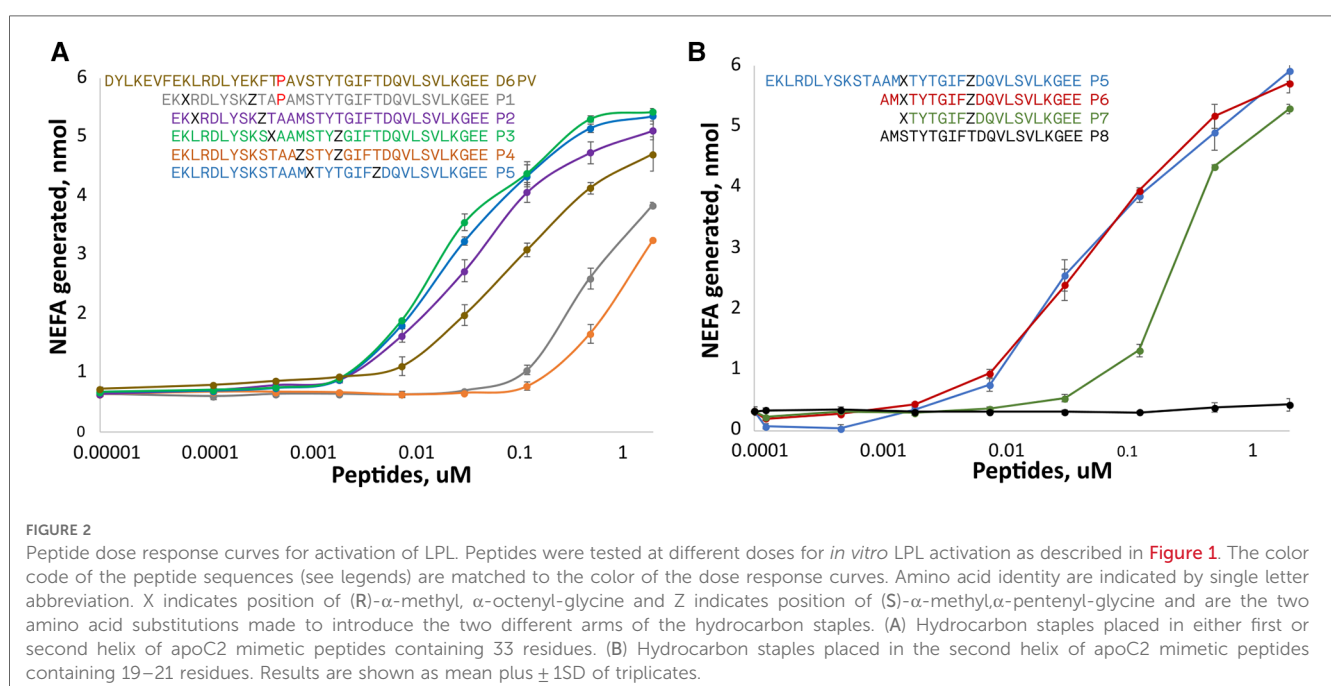 A
B
NEFA generated, nmol
6
5
4
3
2
1
0
DYLKEVFEKLRDLYEKFTPAVSTYTGIFTDQVLSVLKGEE D6PV
EKXRDLYSKZTAPAMSTYTGIFTDQVLSVLKGEE P1
EKXRDLYSKZTAAMSTYTGIFTDQVLSVLKGEE P2
EKLRDLYSKSXAAMSTYZGIFTDQVLSVLKGEE P3
EKLRDLYSKSTAAZSTYZGIFTDQVLSVLKGEE P4
EKLRDLYSKSTAAMXTYTGIFZDQVLSVLKGEE P5
0.00001 0.0001 0.001 0.01 0.1 1
Peptides, uM
NEFA generated, nmol
6
5
4
3
2
1
0
EKLRDLYSKSTAAMXTYTGIFZDQVLSVLKGEE P5
AMXTYTGIFZDQVLSVLKGEE P6
XTYTGIFZDQVLSVLKGEE P7
AMSTYTGIFTDQVLSVLKGEE P8
0.0001 0.001 0.01 0.1 1
Peptides, uM
FIGURE 2
Peptide dose response curves for activation of LPL. Peptides were tested at different doses for in vitro LPL activation as described in Figure 1. The color
code of the peptide sequences (see legends) are matched to the color of the dose response curves. Amino acid identity are indicated by single letter
abbreviation. X indicates position of (R)-α-methyl, α-octenyl-glycine and Z indicates position of (S)-α-methyl,α-pentenyl-glycine and are the two
amino acid substitutions made to introduce the two different arms of the hydrocarbon staples. (A) Hydrocarbon staples placed in either first or
second helix of apoC2 mimetic peptides containing 33 residues. (B) Hydrocarbon staples placed in the second helix of apoC2 mimetic peptides
containing 19–21 residues. Results are shown as mean plus ± 1SD of triplicates.